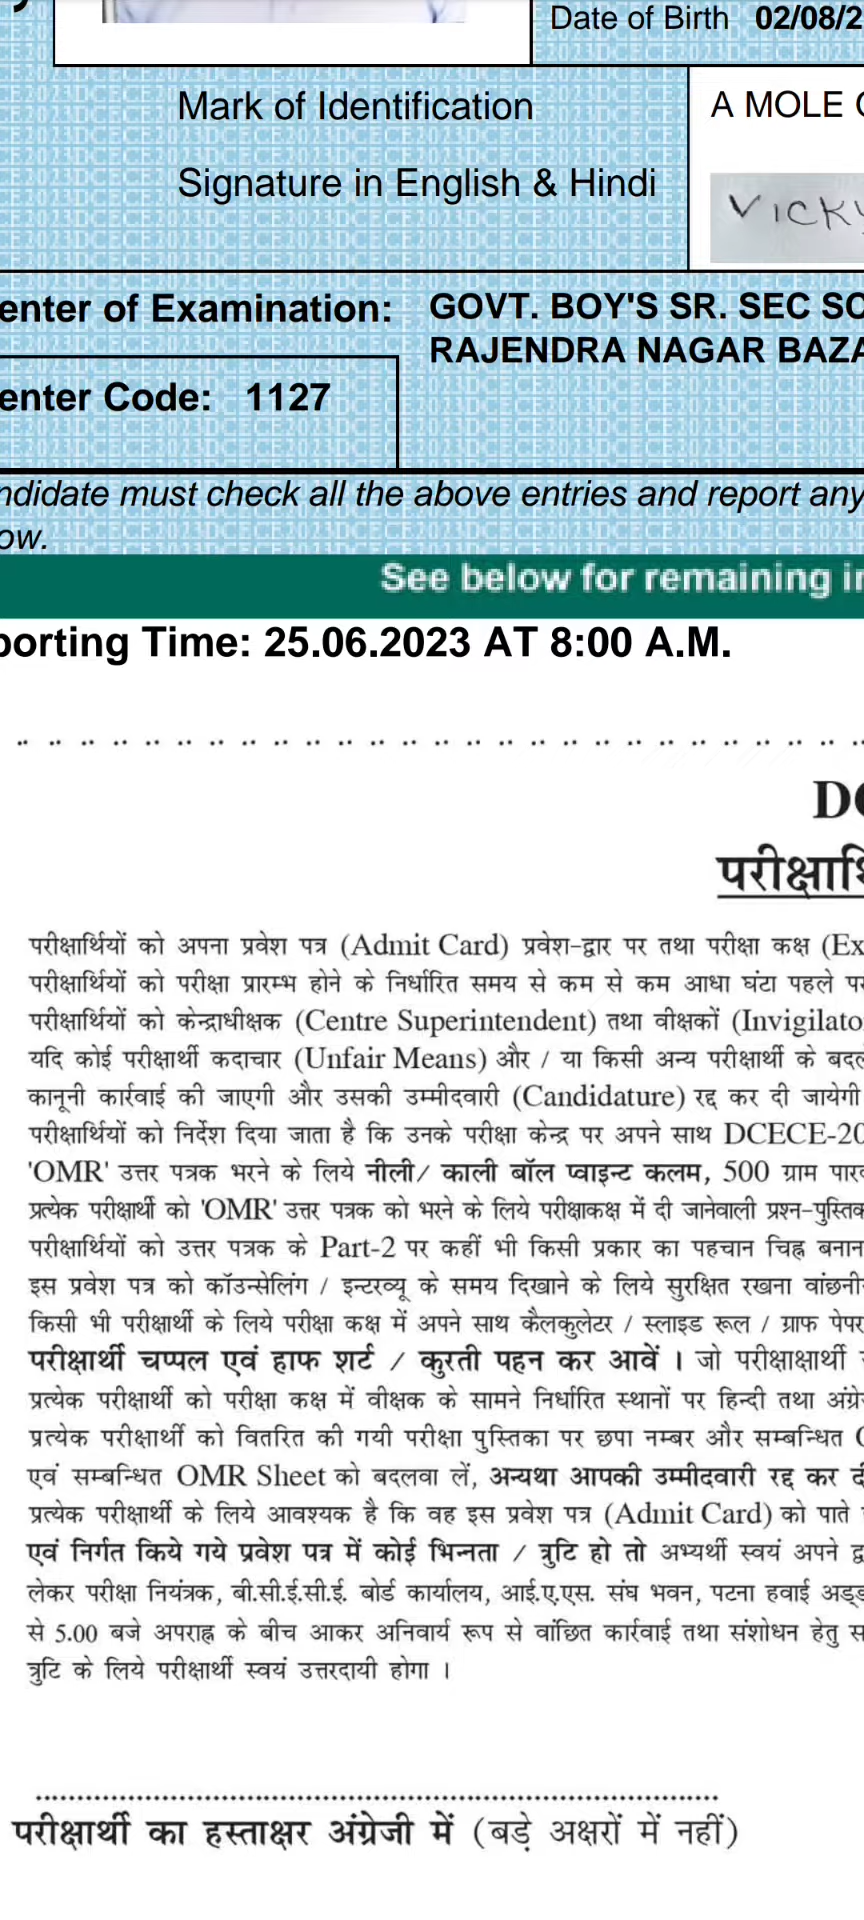 Date of Birth 02/08/2
Mark of Identification
A MOLE
Signature in English & Hindi
VICKY
enter of Examination: GOVT. BOY'S SR. SEC SC
RAJENDRA NAGAR BAZA
enter Code: 1127
ndidate must check all the above entries and report any
ow.
See below for remaining in
porting Time: 25.06.2023 AT 8:00 A.M.
DC
परीक्षार्थि
परीक्षार्थियों को अपना प्रवेश पत्र (Admit Card) प्रवेश-द्वार पर तथा परीक्षा कक्ष (Ex
परीक्षार्थियों को परीक्षा प्रारम्भ होने के निर्धारित समय से कम से कम आधा घंटा पहले
परीक्षार्थियों को केन्द्राधीक्षक (Centre Superintendent) तथा वीक्षकों (Invigilator
यदि कोई परीक्षार्थी कदाचार (Unfair Means) और / या किसी अन्य परीक्षार्थी के बदले
कानूनी कार्रवाई की जाएगी और उसकी उम्मीदवारी (Candidature) रद्द कर दी जायेगी
परीक्षार्थियों को निर्देश दिया जाता है कि उनके परीक्षा केन्द्र पर अपने साथ DCECE-20
'OMR' उत्तर पत्रक भरने के लिये नीली/ काली बॉल प्वाइन्ट कलम, 500 ग्राम पार
प्रत्येक परीक्षार्थी को 'OMR' उत्तर पत्रक को भरने के लिये परीक्षाकक्ष में दी जानेवाली प्रश्न-पुस्तिक
परीक्षार्थियों को उत्तर पत्रक के Part-2 पर कहीं भी किसी प्रकार का पहचान चिह्न बनान
इस प्रवेश पत्र को कॉउन्सेलिंग / इन्टरव्यू के समय दिखाने के लिये सुरक्षित रखना वांछनी
किसी भी परीक्षार्थी के लिये परीक्षा कक्ष में अपने साथ कैलकुलेटर / स्लाइड रूल / ग्राफ पेपर
परीक्षार्थी चप्पल एवं हाफ शर्ट / कुरती पहन कर आवें । जो परीक्षाक्षार्थी
प्रत्येक परीक्षार्थी को परीक्षा कक्ष में वीक्षक के सामने निर्धारित स्थानों पर हिन्दी तथा अंग्रे
प्रत्येक परीक्षार्थी को वितरित की गयी परीक्षा पुस्तिका पर छपा नम्बर और सम्बन्धित
एवं सम्बन्धित OMR Sheet को बदलवा लें, अन्यथा आपकी उम्मीदवारी रद्द कर दी
प्रत्येक परीक्षार्थी के लिये आवश्यक है कि वह इस प्रवेश पत्र (Admit Card) को पाते
एवं निर्गत किये गये प्रवेश पत्र में कोई भिन्नता / त्रुटि हो तो अभ्यर्थी स्वयं अपने
लेकर परीक्षा नियंत्रक, बी.सी.ई.सी.ई. बोर्ड कार्यालय, आई.ए.एस. संघ भवन, पटना हवाई अड्ड
से 5.00 बजे अपराह्न के बीच आकर अनिवार्य रूप से वांछित कार्रवाई तथा संशोधन हेतु
त्रुटि के लिये परीक्षार्थी स्वयं उत्तरदायी होगा ।
परीक्षार्थी का हस्ताक्षर अंग्रेजी में (बड़े अक्षरों में नहीं)